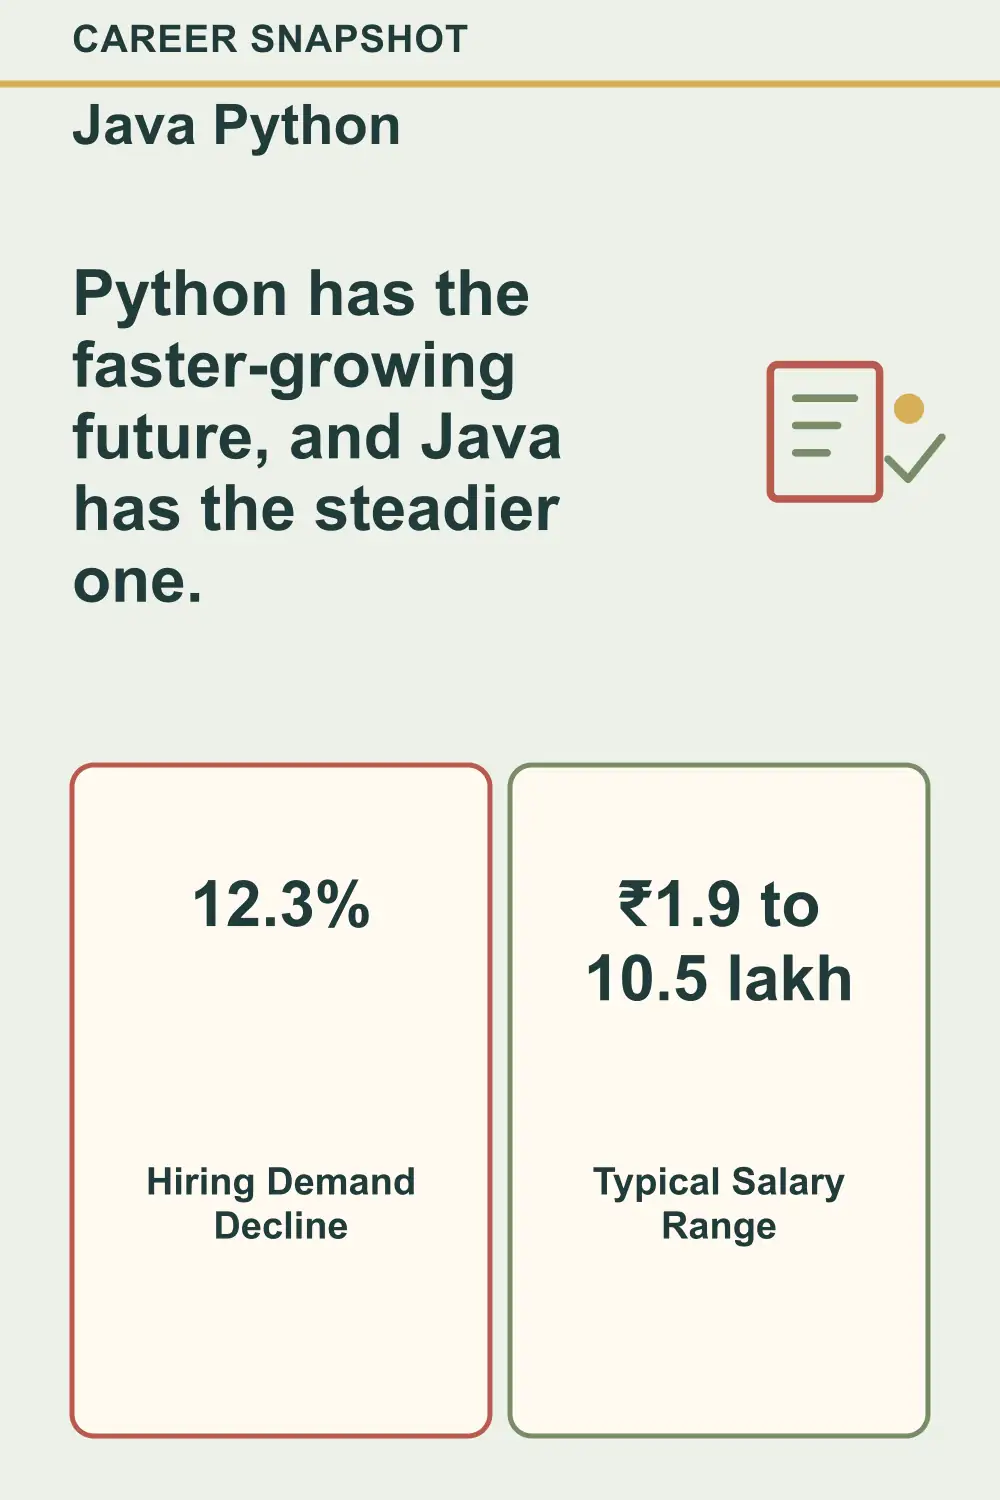 CAREER SNAPSHOT
Java Python
Python has the
faster-growing
future, and Java
has the steadier
one.
12.3%
Hiring Demand
Decline
₹1.9 to
10.5 lakh
Typical Salary
Range